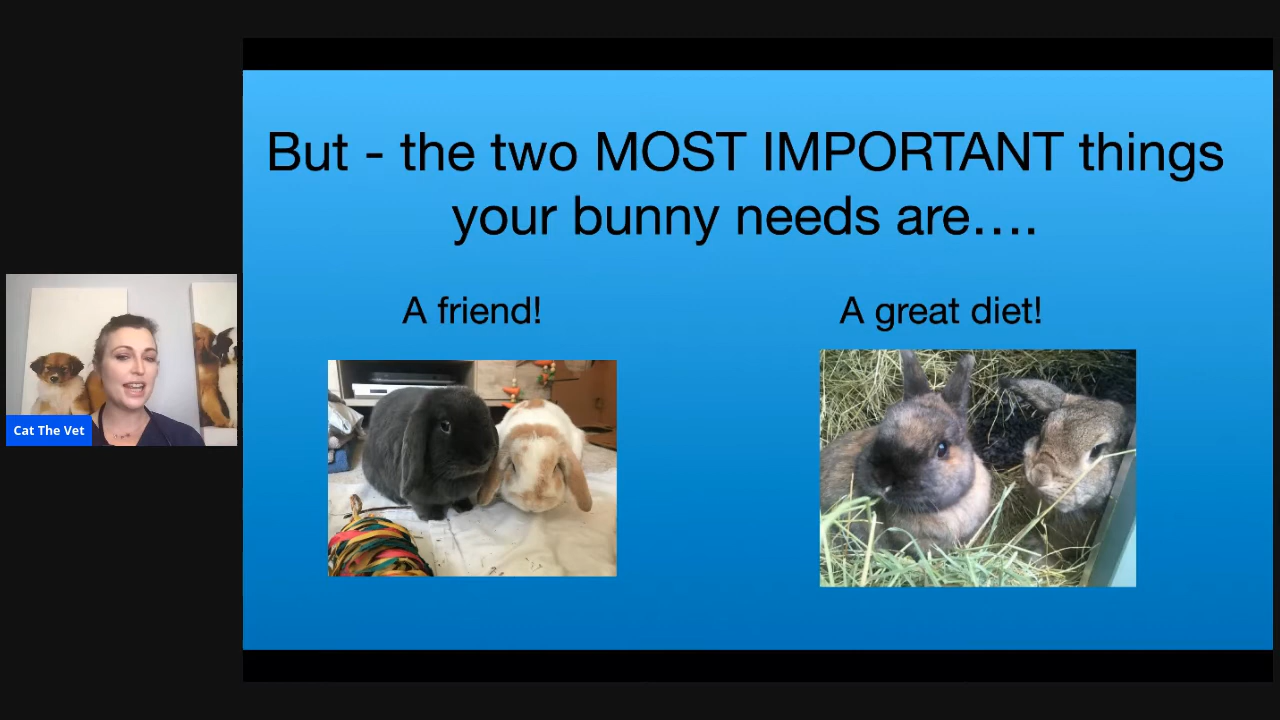 But - the two MOST IMPORTANT things
your bunny needs are….
A friend!
A great diet!
Cat The Vet